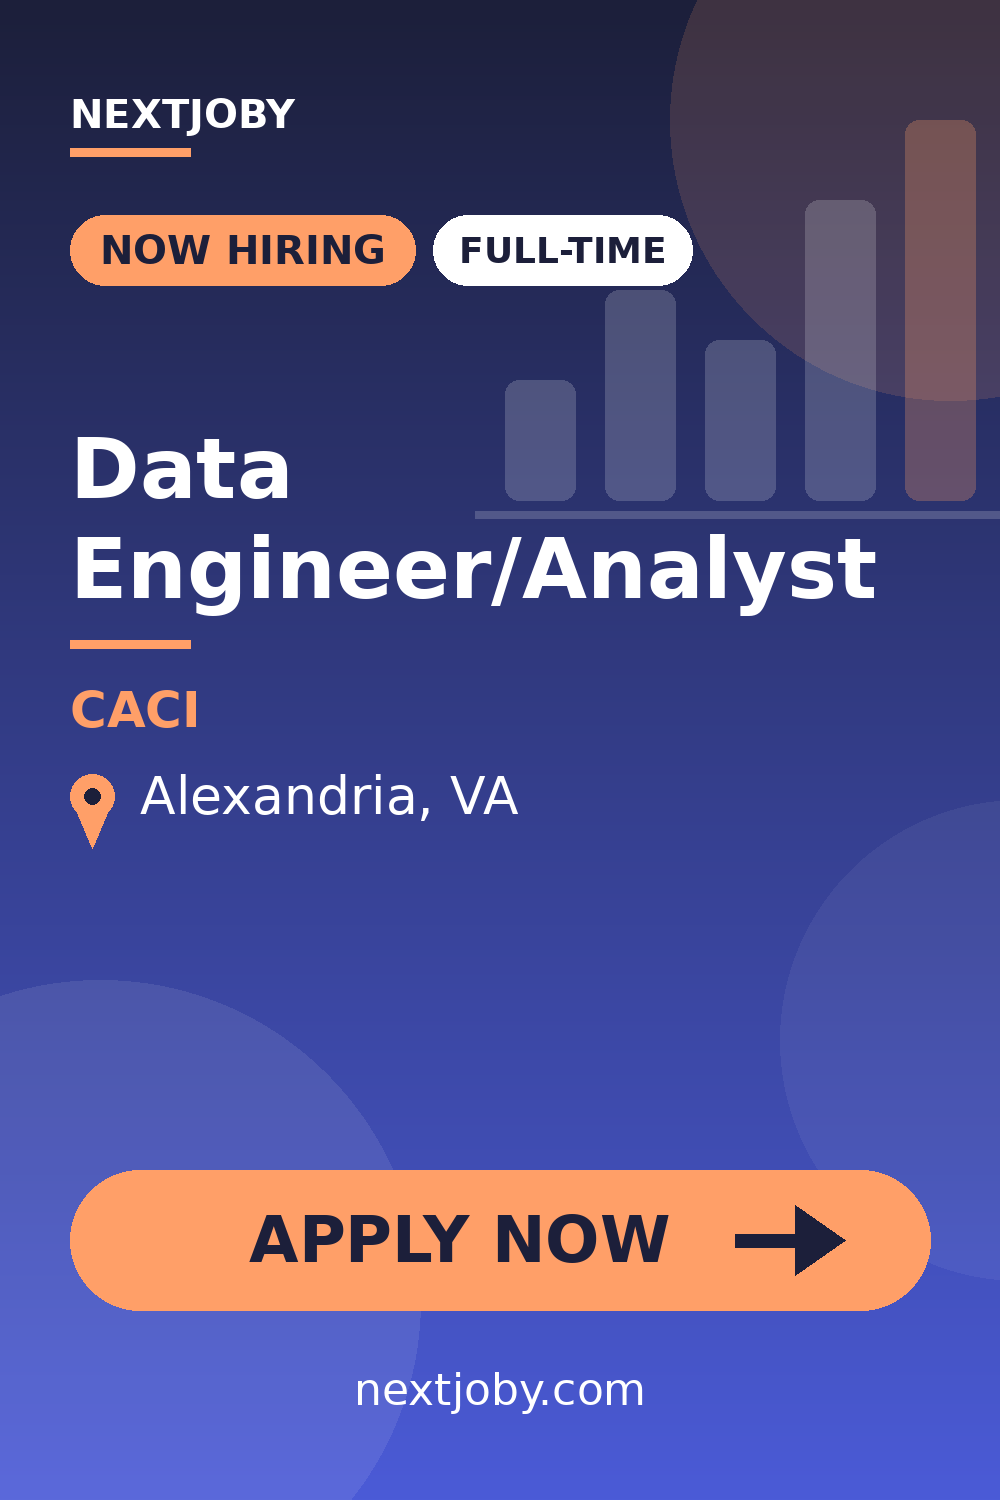 NEXTJOBY
NOW HIRING
FULL-TIME
Data
Engineer/Analyst
CACI
Alexandria, VA
APPLY NOW
nextjoby.com